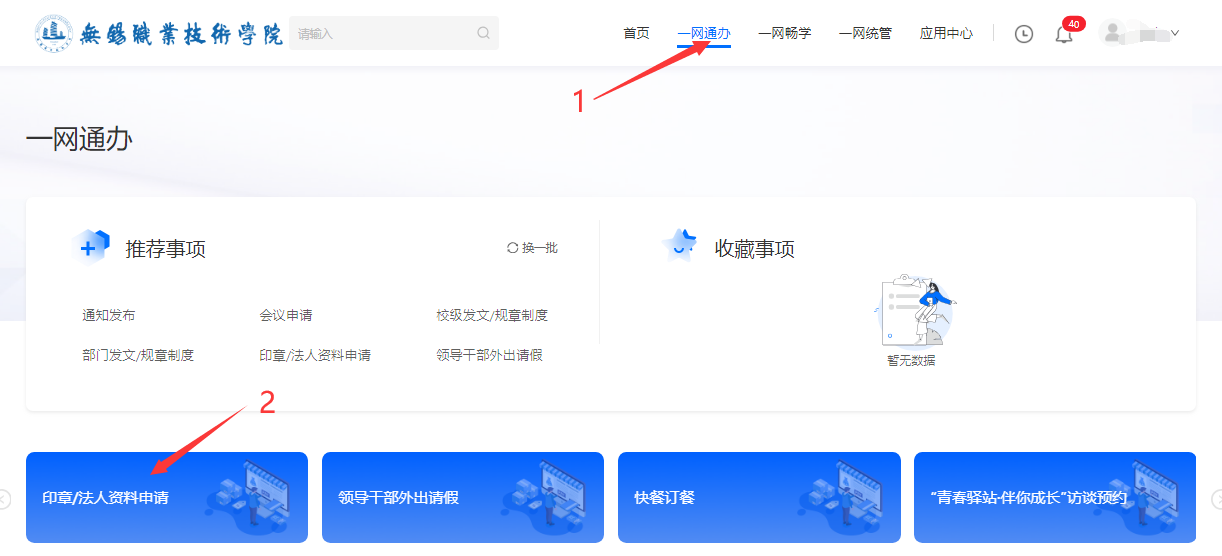 無錫職業技術學院
请输入
首页 一网通办 一网畅学 一网统管 应用中心
40
1
一网通办
推荐事项
换一批
收藏事项
通知发布 会议申请 校级发文/规章制度
部门发文/规章制度 印章/法人资料申请 领导干部外出请假
暂无数据
2
印章/法人资料申请
领导干部外出请假
快餐订餐
“青春驿站-伴你成长”访谈预约